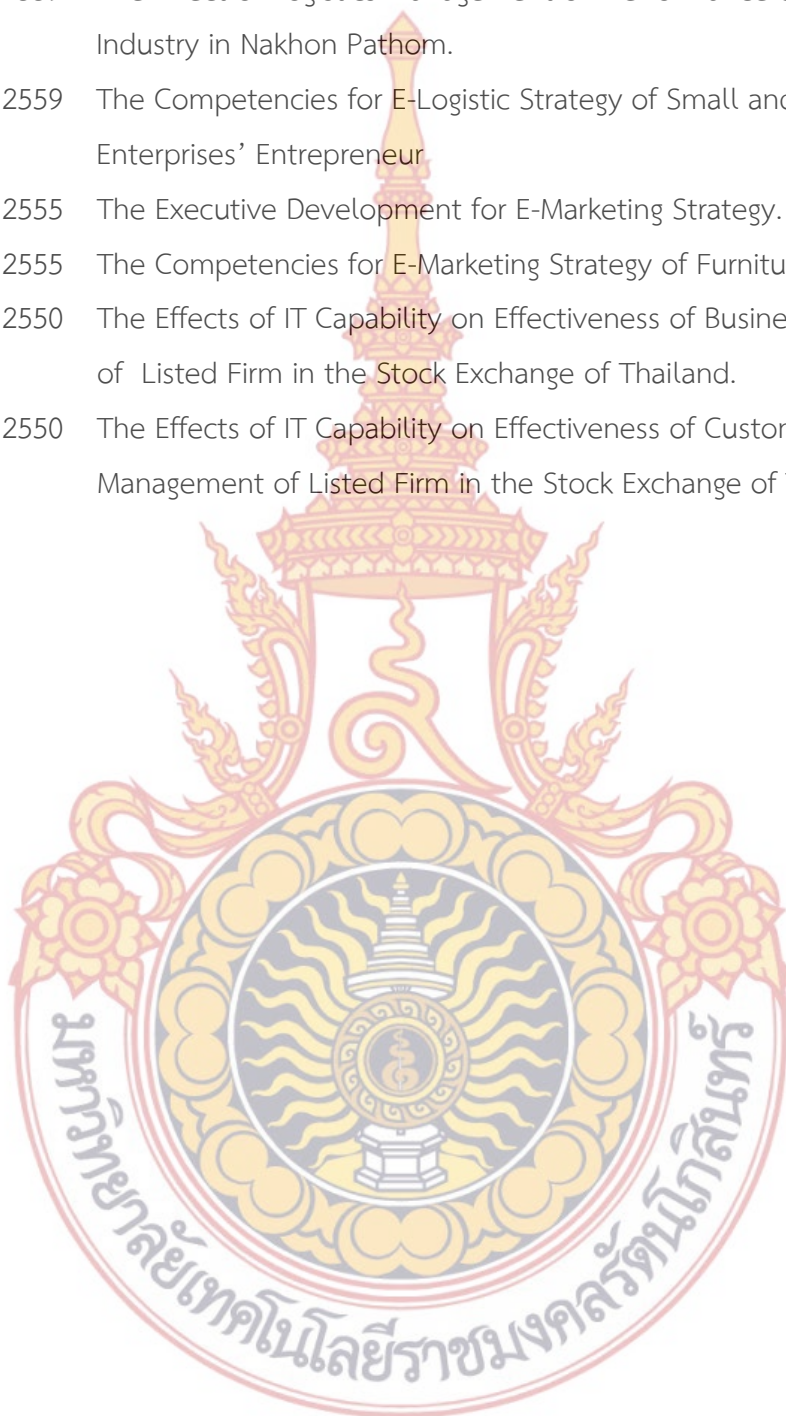 Industry in Nakhon Pathom.
2559 The Competencies for E-Logistic Strategy of Small and
Enterprises’ Entrepreneur
2555 The Executive Development for E-Marketing Strategy.
2555 The Competencies for E-Marketing Strategy of
2550 The Effects of IT Capability on Effectiveness of
of Listed Firm in the Stock Exchange of Thailand.
2550 The Effects of IT Capability on Effectiveness of
Management of Listed Firm in the Stock Exchange of
มหาวิทยาลัยเทคโนโลยีราชมงคลรัตนโกสินทร์